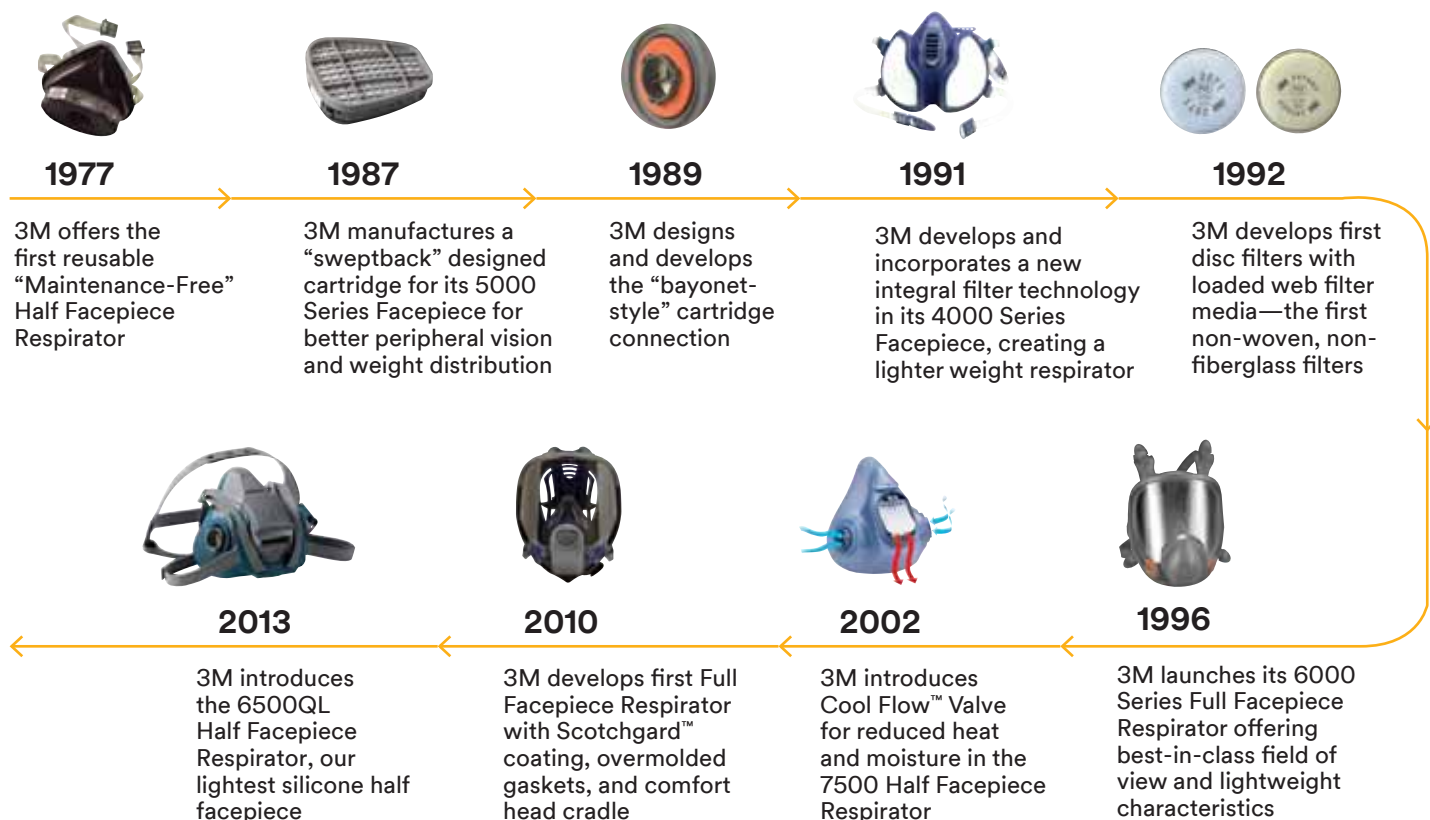 1977
3M offers the
first reusable
“Maintenance-Free”
Half Facepiece
Respirator
1987
3M manufactures a
“sweptback” designed
cartridge for its 5000
Series Facepiece for
better peripheral vision
and weight distribution
1989
3M designs
and develops
the “bayonet-
style” cartridge
connection
1991
3M develops and
incorporates a new
integral filter technology
in its 4000 Series
Facepiece, creating a
lighter weight respirator
1992
3M develops first
disc filters with
loaded web filter
media—the first
non-woven, non-
fiberglass filters
1996
3M launches its 6000
Series Full Facepiece
Respirator offering
best-in-class field of
view and lightweight
characteristics
2002
3M introduces
Cool Flow™ Valve
for reduced heat
and moisture in the
7500 Half Facepiece
Respirator
2010
3M develops first Full
Facepiece Respirator
with Scotchgard™
coating, overmolded
gaskets, and comfort
head cradle
2013
3M introduces
the 6500QL
Half Facepiece
Respirator, our
lightest silicone half
facepiece